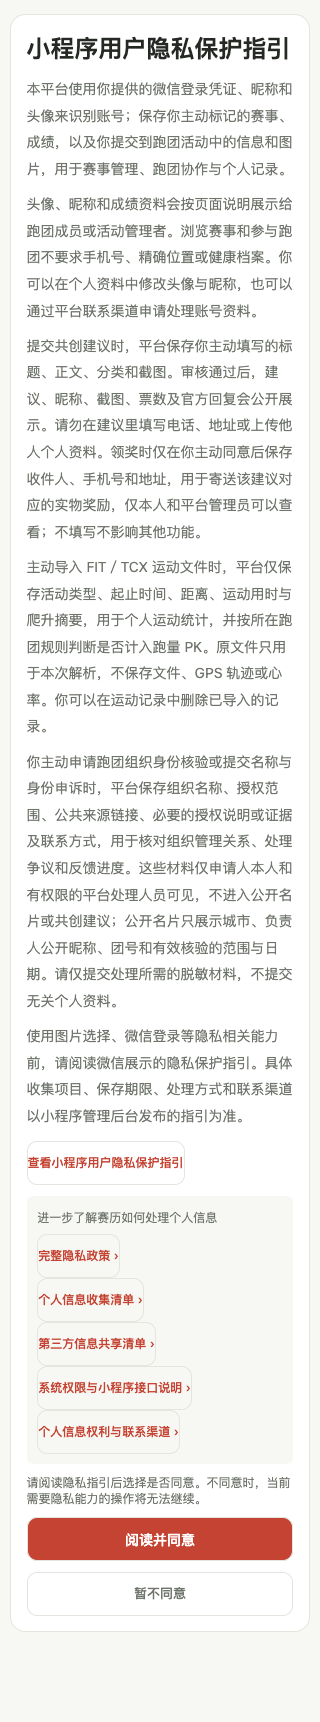 小程序用户隐私保护指引
本平台使用你提供的微信登录凭证、昵称和
头像来识别账号；保存你主动标记的赛事、
成绩，以及你提交到跑团活动中的信息和图
片，用于赛事管理、跑团协作与个人记录。
头像、昵称和成绩资料会按页面说明展示给
跑团成员或活动管理者。浏览赛事和参与跑
团不要求手机号、精确位置或健康档案。你
可以在个人资料中修改头像与昵称，也可以
通过平台联系渠道申请处理账号资料。
提交共创建议时，平台保存你主动填写的标
题、正文、分类和截图。审核通过后，建
议、昵称、截图、票数及官方回复会公开展
示。请勿在建议里填写电话、地址或上传他
人个人资料。领奖时仅在你主动同意后保存
收件人、手机号和地址，用于寄送该建议对
应的实物奖励，仅本人和平台管理员可以查
看；不填写不影响其他功能。
主动导入 FIT / TCX 运动文件时，平台仅保
存活动类型、起止时间、距离、运动用时与
爬升摘要，用于个人运动统计，并按所在跑
团规则判断是否计入跑量 PK。原文件只用
于本次解析，不保存文件、GPS 轨迹或心
率。你可以在运动记录中删除已导入的记
录。
你主动申请跑团组织身份核验或提交名称与
身份申诉时，平台保存组织名称、授权范
围、公共来源链接、必要的授权说明或证据
及联系方式，用于核对组织管理关系、处理
争议和反馈进度。这些材料仅申请人本人和
有权限的平台处理人员可见，不进入公开名
片或共创建议；公开名片只展示城市、负责
人公开昵称、团号和有效核验的范围与日
期。请仅提交处理所需的脱敏材料，不提交
无关个人资料。
使用图片选择、微信登录等隐私相关能力
前，请阅读微信展示的隐私保护指引。具体
收集项目、保存期限、处理方式和联系渠道
以小程序管理后台发布的指引为准。
查看小程序用户隐私保护指引
进一步了解赛历如何处理个人信息
完整隐私政策 ›
个人信息收集清单 ›
第三方信息共享清单 ›
系统权限与小程序接口说明 ›
个人信息权利与联系渠道 ›
请阅读隐私指引后选择是否同意。不同意时，当前
需要隐私能力的操作将无法继续。
阅读并同意
暂不同意